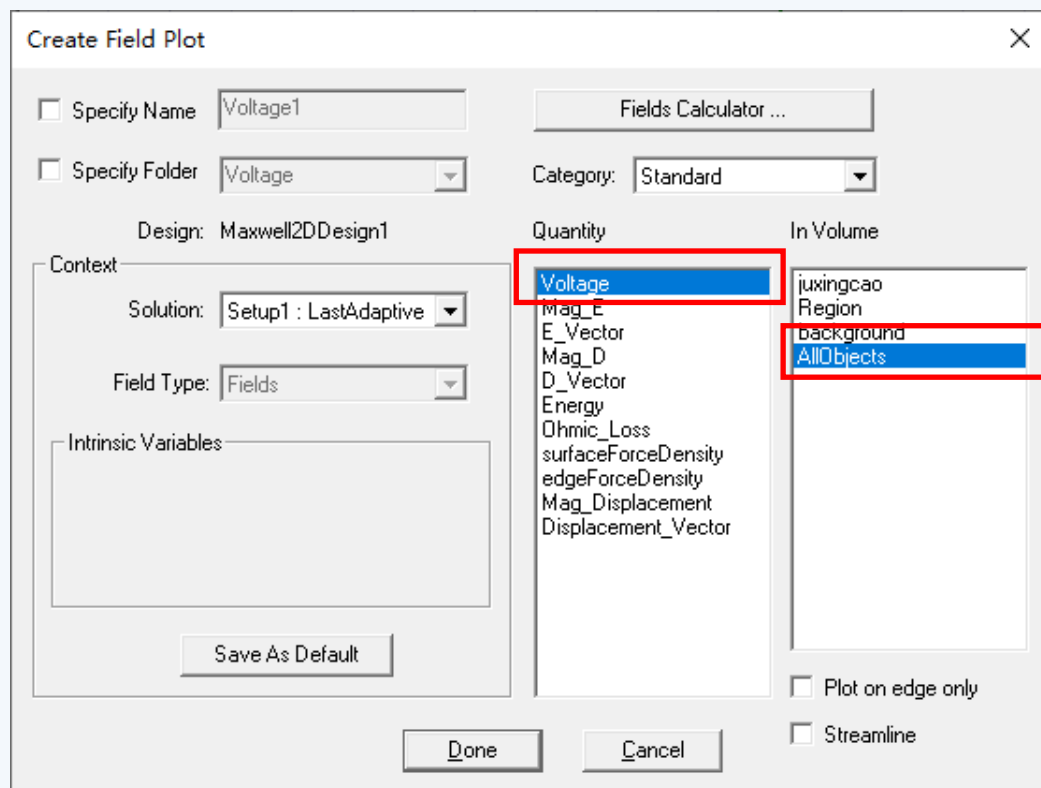 Create Field Plot
Specify Name
Voltage1
Fields Calculator ...
Specify Folder
Voltage
Category:
Standard
Design:
Maxwell2DDesign1
Quantity
In Volume
Context
Solution:
Setup1 : LastAdaptive
Field Type:
Fields
Intrinsic Variables
Save As Default
Voltage
Mag_E
E_Vector
Mag_D
D_Vector
Energy
Ohmic_Loss
surfaceForceDensity
edgeForceDensity
Mag_Displacement
Displacement_Vector
juxingcao
Region
background
AllObjects
Plot on edge only
Streamline
Done
Cancel